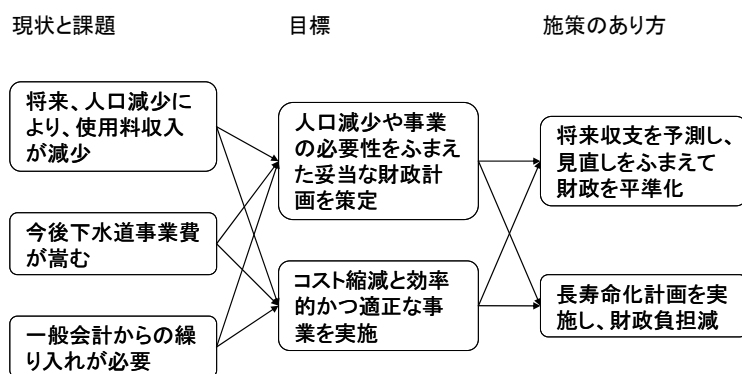 現状と課題
目標
施策のあり方
将来、人口減少に
より、使用料収入
が減少
今後下水道事業費
が嵩む
一般会計からの繰
り入れが必要
人口減少や事業
の必要性をふまえ
た妥当な財政計
画を策定
コスト縮減と効率
的かつ適正な事
業を実施
将来収支を予測し、
見直しをふまえて
財政を平準化
長寿命化計画を実
施し、財政負担減